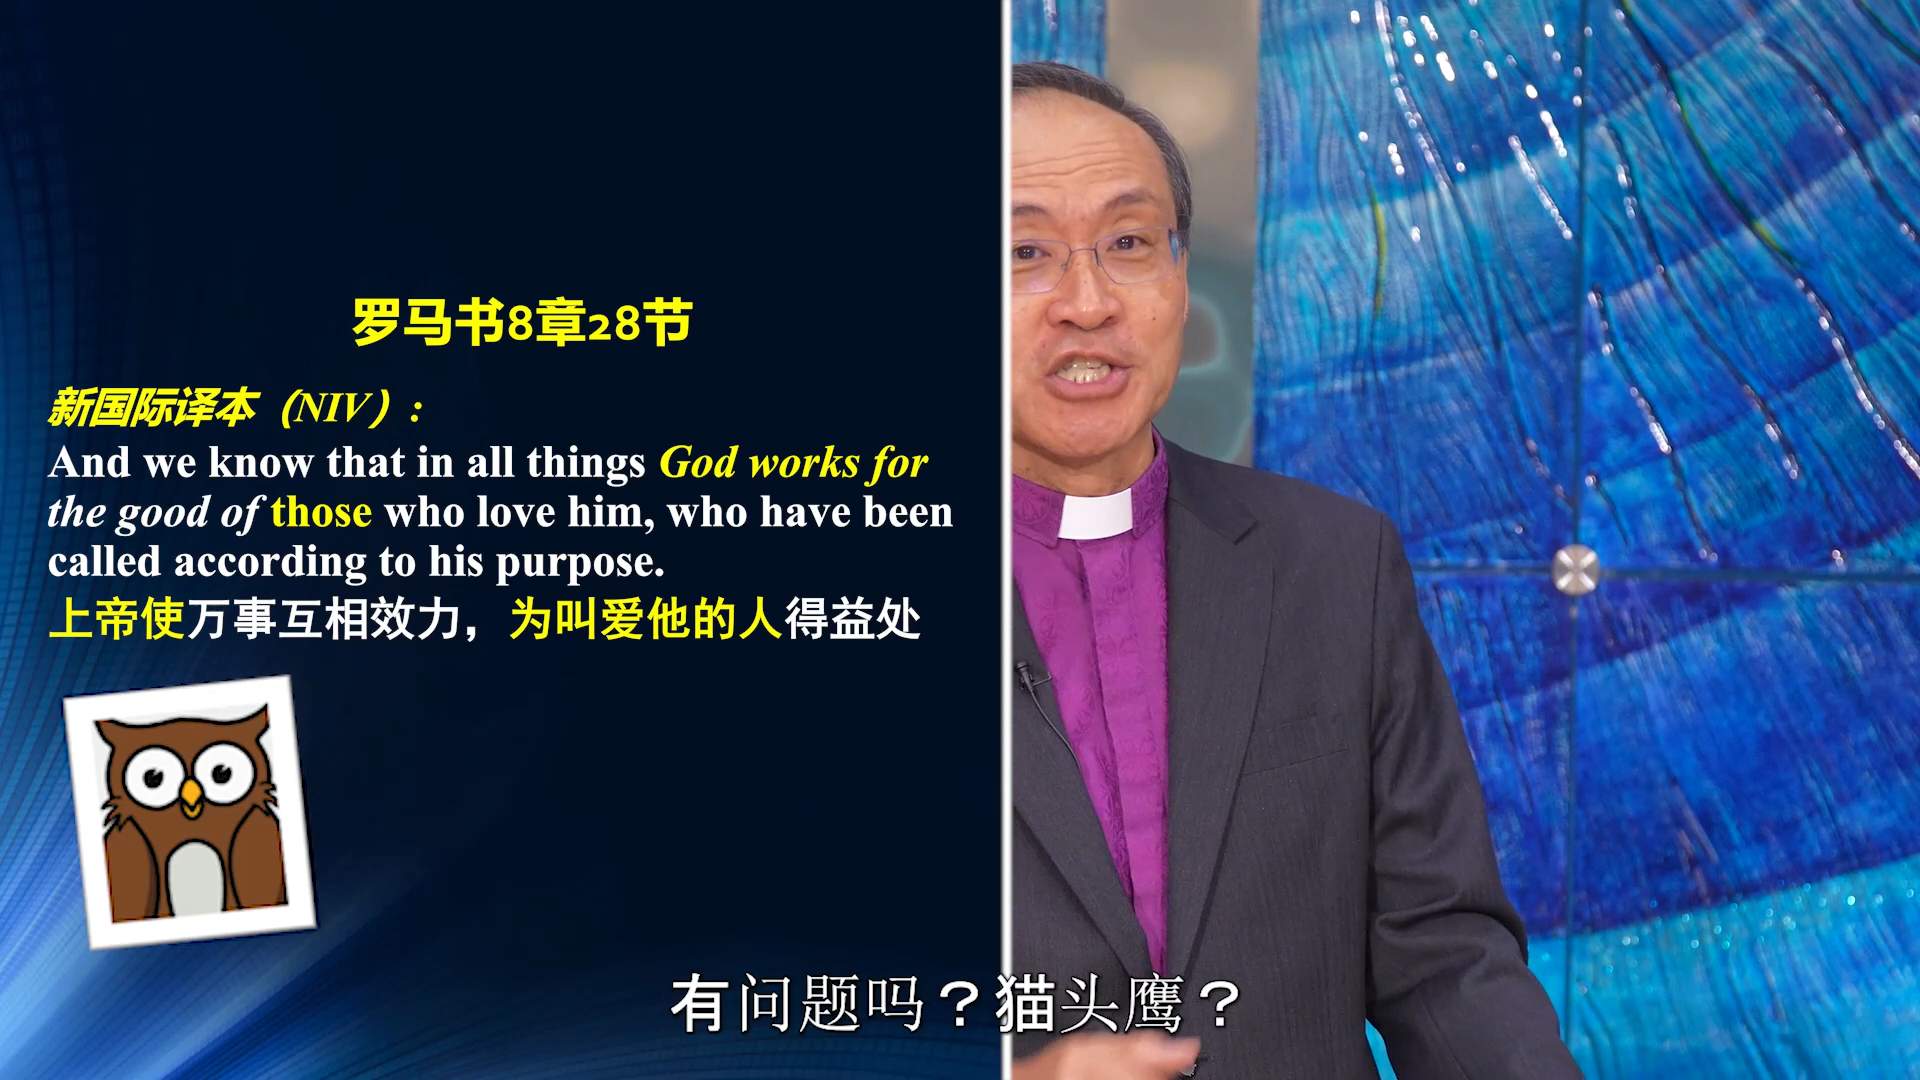 罗马书8章28节
新国际译本（NIV）:
And we know that in all things God works for
the good of those who love him, who have been
called according to his purpose.
上帝使万事互相效力，为叫爱他的人得益处
有问题吗？猫头鹰？